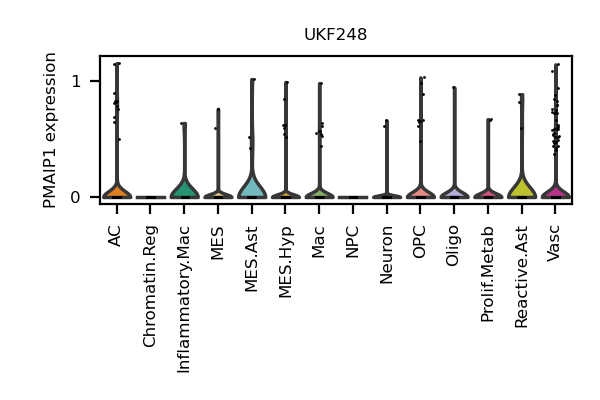 UKF248
PMAIP1 expression
1
0
AC
Chromatin.Reg
Inflammatory.Mac
MES
MES.Ast
MES.Hyp
Mac
NPC
Neuron
OPC
Oligo
Prolif.Metab
Reactive.Ast
Vasc